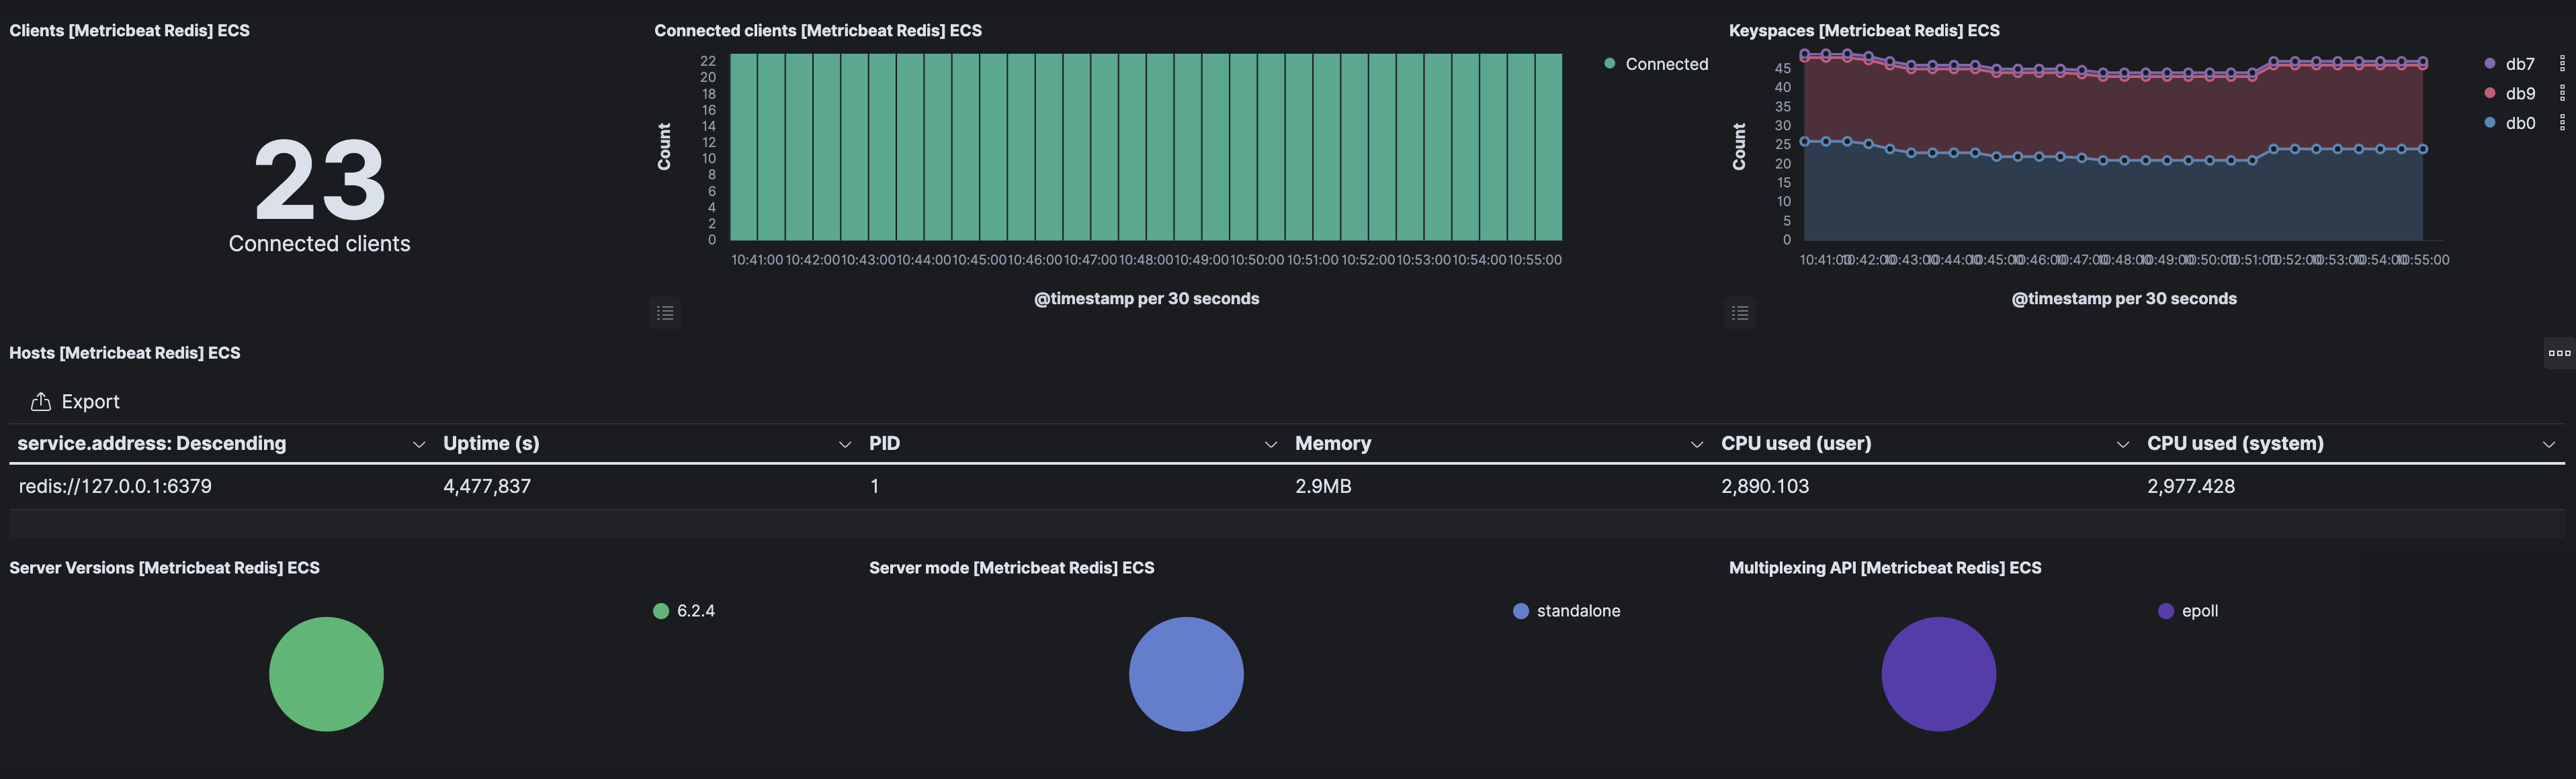 Clients [Metricbeat Redis] ECS
23
Connected clients
Connected clients [Metricbeat Redis] ECS
Count
22
20
18
16
14
12
10
8
6
4
2
0
10:41:00 10:42:00 10:43:00 10:44:00 10:45:00 10:46:00 10:47:00 10:48:00 10:49:00 10:50:00 10:51:00 10:52:00 10:53:00 10:54:00 10:55:00
@timestamp per 30 seconds
Connected
Keyspaces [Metricbeat Redis] ECS
Count
45
40
35
30
25
20
15
10
5
0
10:41:00 10:42:00 10:43:00 10:44:00 10:45:00 10:46:00 10:47:00 10:48:00 10:49:00 10:50:00 10:51:00 10:52:00 10:53:00 10:54:00 10:55:00
@timestamp per 30 seconds
db7
db9
db0
Hosts [Metricbeat Redis] ECS
Export
service.address: Descending Uptime (s) PID Memory CPU used (user) CPU used (system)
redis://127.0.0.1:6379 4,477,837 1 2.9MB 2,890.103 2,977.428
Server Versions [Metricbeat Redis] ECS
6.2.4
Server mode [Metricbeat Redis] ECS
standalone
Multiplexing API [Metricbeat Redis] ECS
epoll